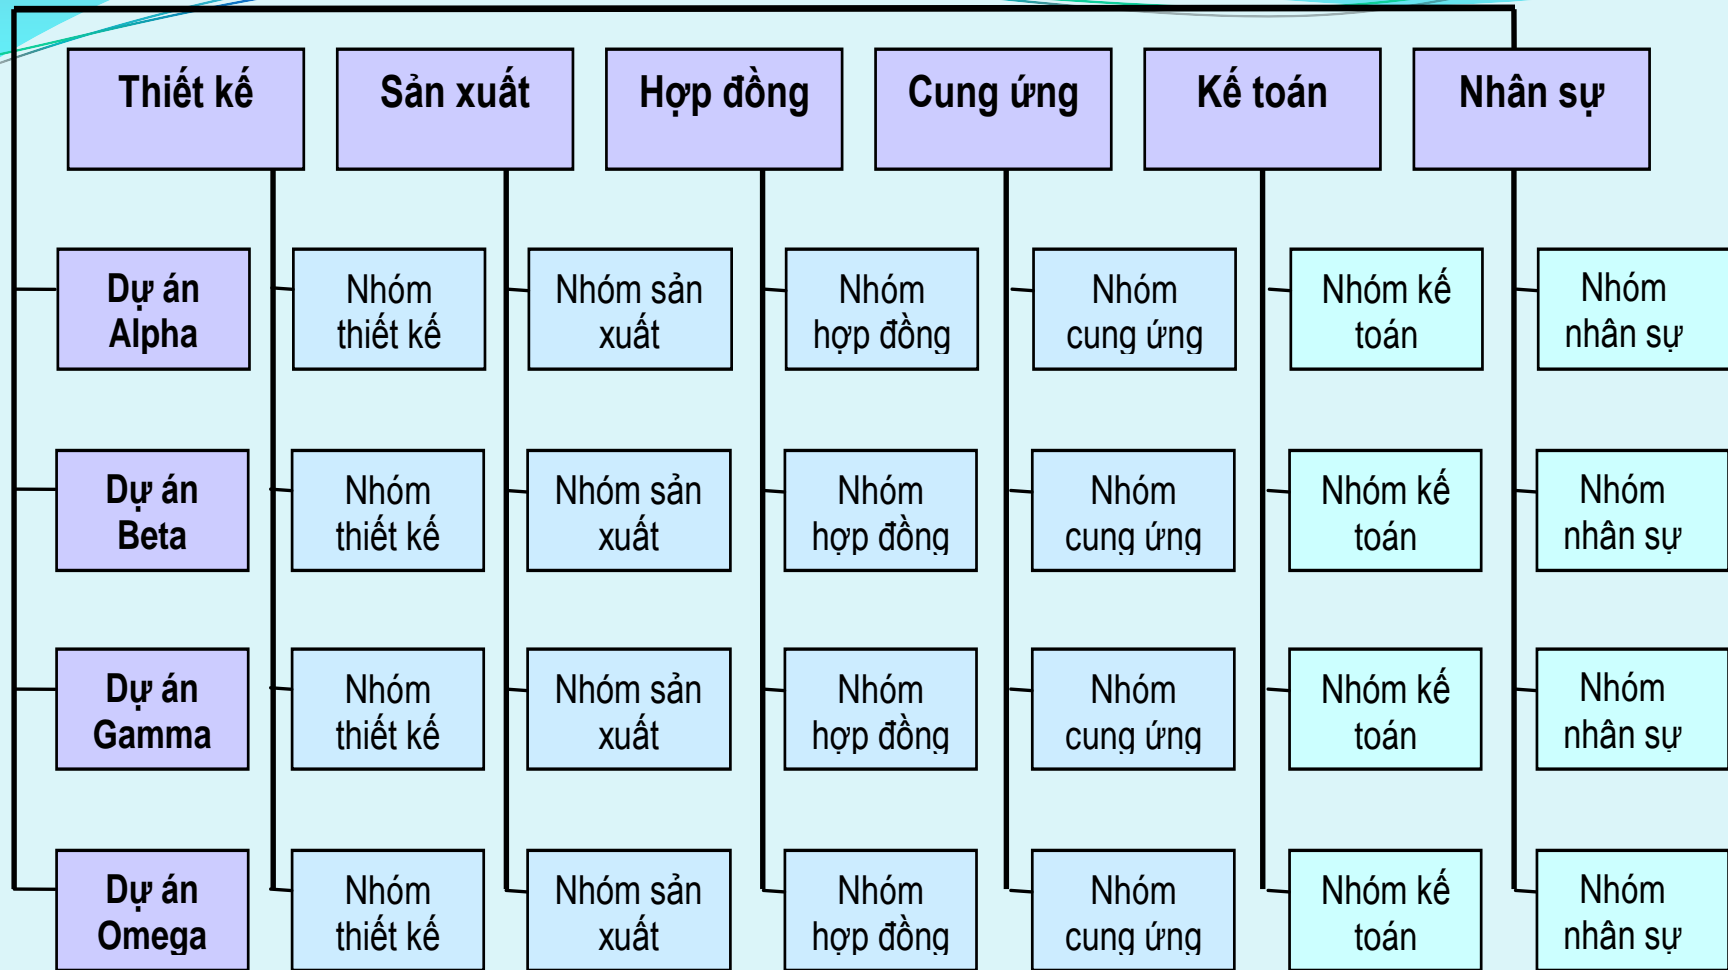 Thiết kế
Sản xuất
Hợp đồng
Cung ứng
Kế toán
Nhân sự
Dự án
Alpha
Nhóm
thiết kế
Nhóm sản
xuất
Nhóm
hợp đồng
Nhóm
cung ứng
Nhóm kế
toán
Nhóm
nhân sự
Dự án
Beta
Nhóm
thiết kế
Nhóm sản
xuất
Nhóm
hợp đồng
Nhóm
cung ứng
Nhóm kế
toán
Nhóm
nhân sự
Dự án
Gamma
Nhóm
thiết kế
Nhóm sản
xuất
Nhóm
hợp đồng
Nhóm
cung ứng
Nhóm kế
toán
Nhóm
nhân sự
Dự án
Omega
Nhóm
thiết kế
Nhóm sản
xuất
Nhóm
hợp đồng
Nhóm
cung ứng
Nhóm kế
toán
Nhóm
nhân sự